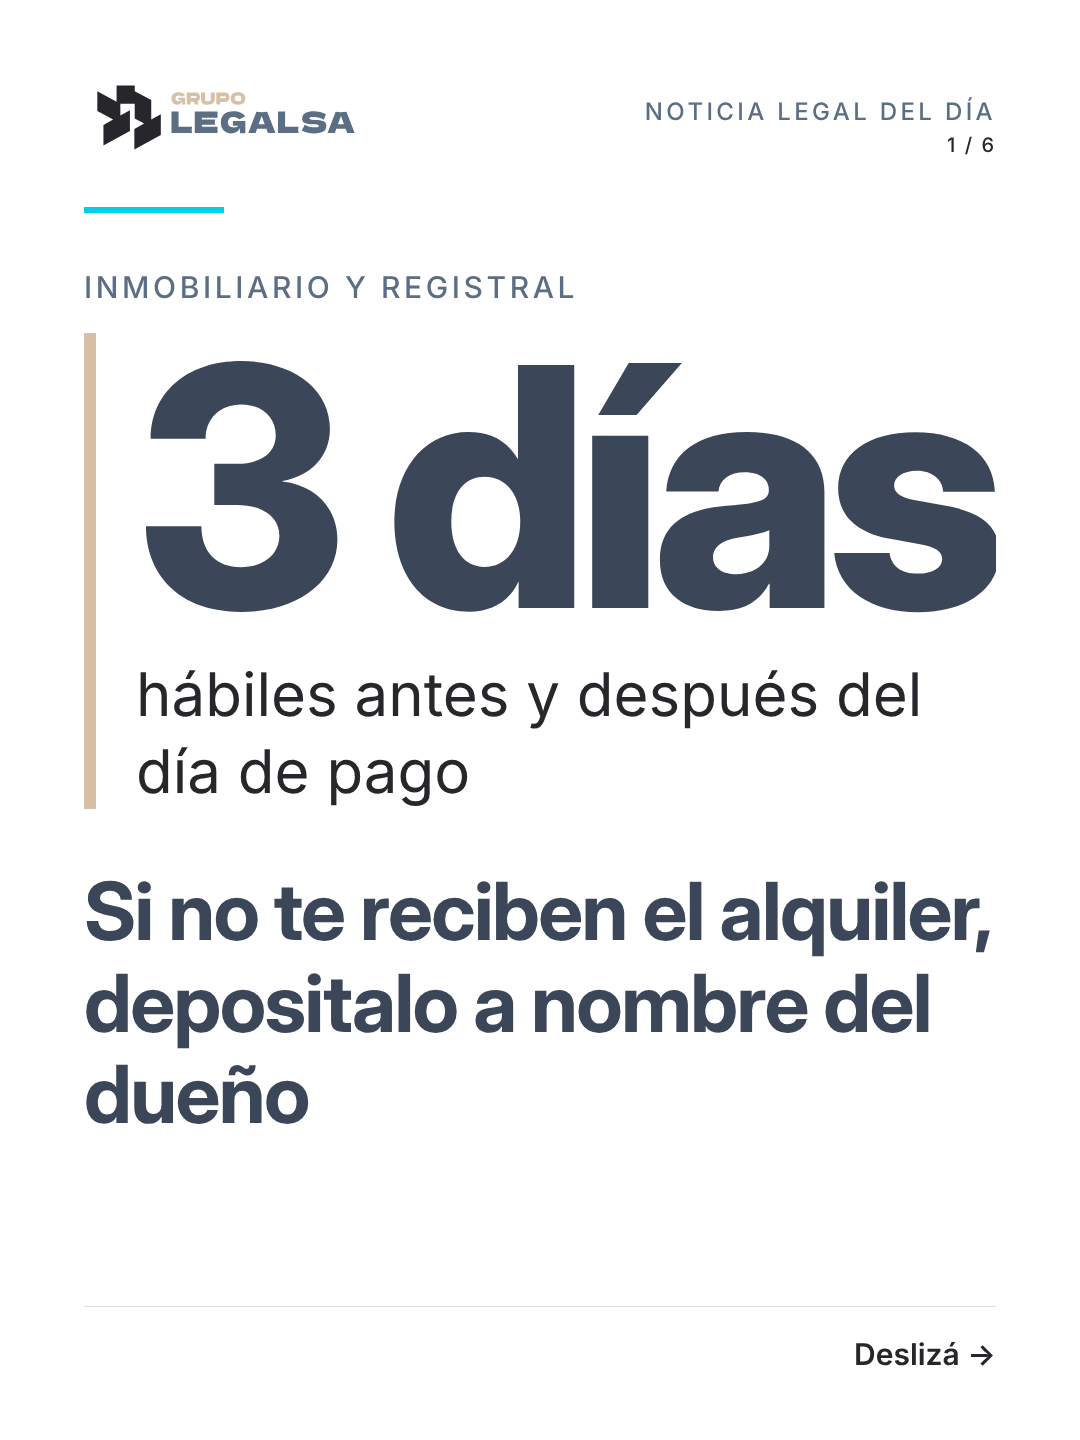 GRUPO
LEGALSA
NOTICIA LEGAL DEL DÍA
1 / 6
INMOBILIARIO Y REGISTRAL
3 días
hábiles antes y después del
día de pago
Si no te reciben el alquiler,
depositalo a nombre del
dueño
Deslizá →